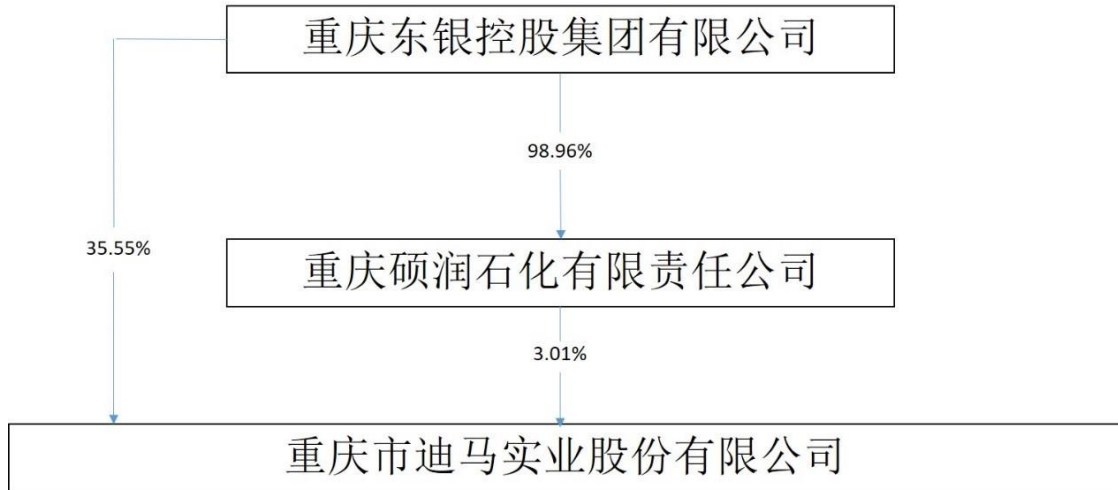 重庆东银控股集团有限公司
98.96%
35.55%
重庆硕润石化有限责任公司
3.01%
重庆市迪马实业股份有限公司